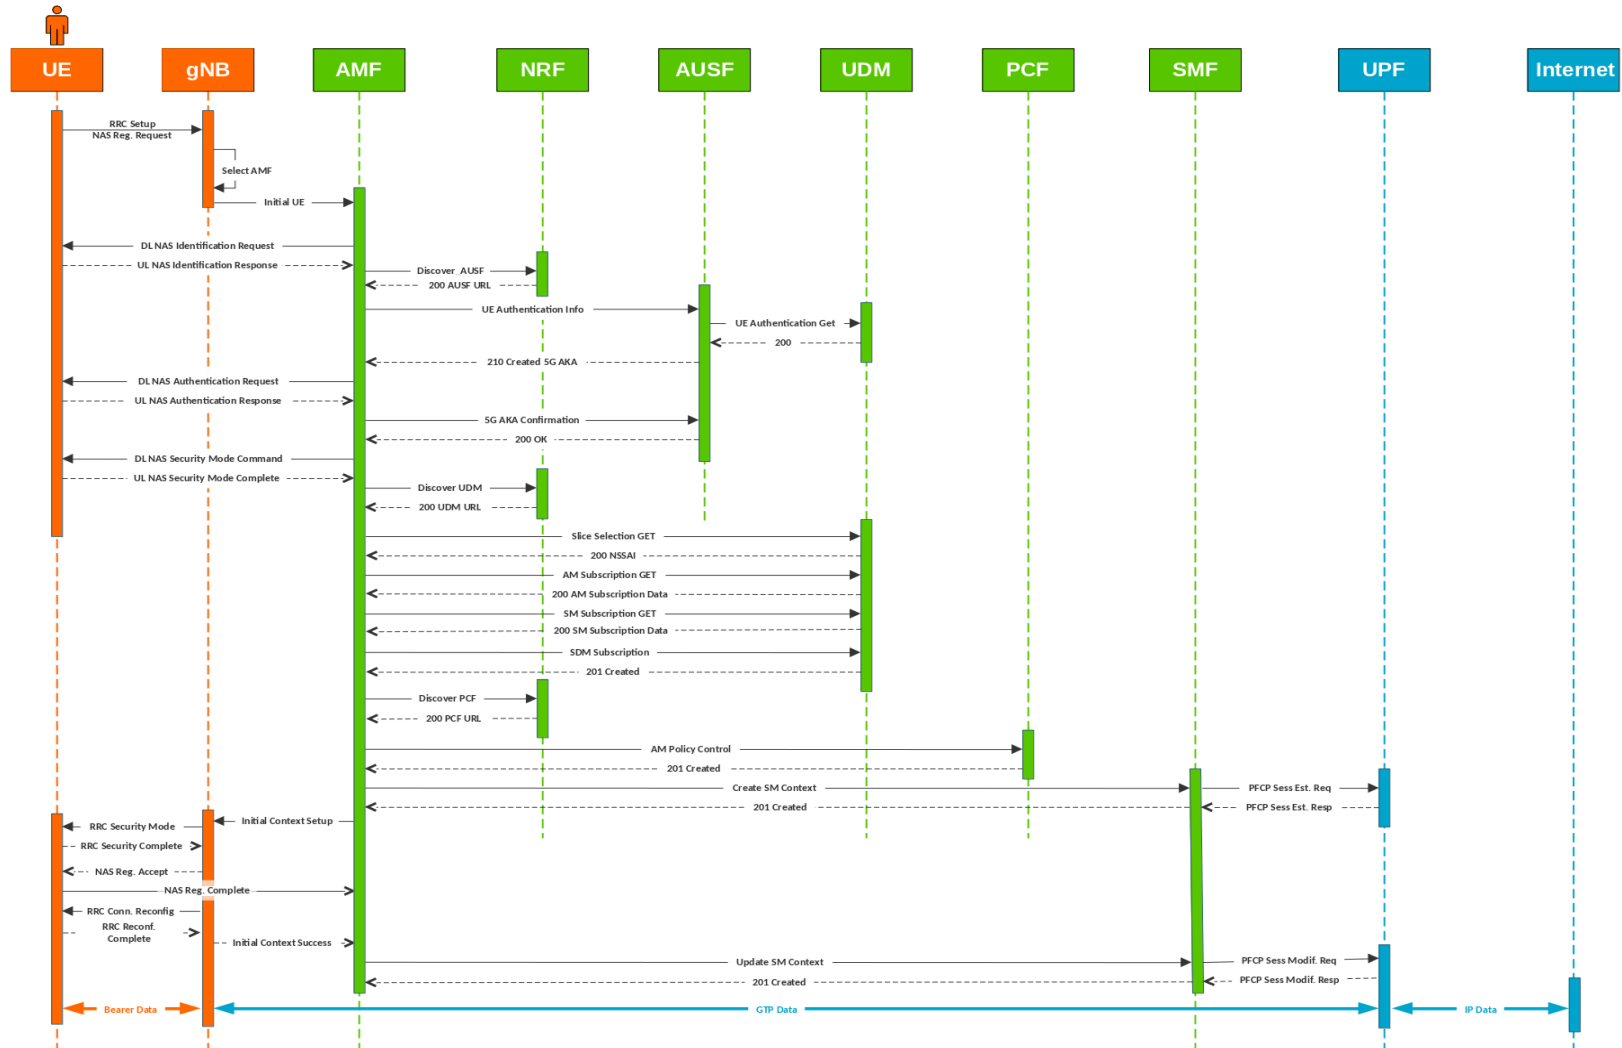 UE
gNB
AMF
NRF
AUSF
UDM
PCF
SMF
UPF
Internet
RRC Setup
NAS Reg. Request
Select AMF
Initial UE
DL NAS Identification Request
UL NAS Identification Response
Discover_AUSF
200 AUSF URL
UE Authentication Info
UE Authentication Get
200
210 Created 5G AKA
DL NAS Authentication Request
UL NAS Authentication Response
5G AKA Confirmation
200 OK
DL NAS Security Mode Command
UL NAS Security Mode Complete
Discover UDM
200 UDM URL
Slice Selection GET
200 NSSAI
AM Subscription GET
200 AM Subscription Data
SM Subscription GET
200 SM Subscription Data
SDM Subscription
201 Created
Discover PCF
200 PCF URL
AM Policy Control
201 Created
Create SM Context
PFCP Sess Est. Req
201 Created
PFCP Sess Est. Resp
Initial Context Setup
RRC Security Mode
RRC Security Complete
NAS Reg. Accept
NAS Reg. Complete
RRC Conn. Reconfig
RRC Reconf.
Complete
Initial Context Success
Update SM Context
PFCP Sess Modif. Req
201 Created
PFCP Sess Modif. Resp
Bearer Data
GTP Data
IP Data